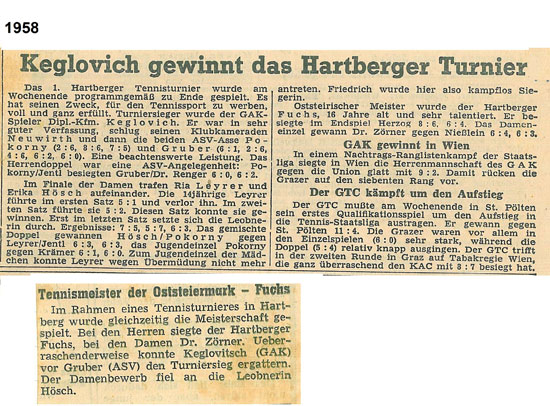 1958
Keglovich gewinnt das Hartberger Turnier
Das 1. Hartberger Tennisturnier wurde am
Wochenende programmgemäß zu Ende gespielt. Es
hat seinen Zweck, für den Tennissport zu werben,
voll und ganz erfüllt. Turniersieger wurde der GAK-
Spieler Dipl.-Kfm. Keglovich. Er war in sehr
guter Verfassung, schlug seinen Klubkameraden
Neuwirth und dann die beiden ASV-Asse Po-
korny (2:6, 8:6, 7:5) und Gruber (6:1, 2:6,
4:6, 6:2, 6:0). Eine beachtenswerte Leistung. Das
Herrendoppel war eine ASV-Angelegenheit: Po-
korny/Jentl besiegten Gruber/Dr. Renger 6:0, 6:2.
Im Finale der Damen trafen Ria Leyrer und
Erika Hösch aufeinander. Die 14jährige Leyrer
führte im ersten Satz 5:1 und verlor ihn. Im zwei-
ten Satz führte sie 5:2. Diesen Satz konnte sie ge-
winnen. Erst im letzten Satz setzte sich die Leobne-
rin durch. Ergebnisse: 7:5, 5:7, 6:3. Das gemischte
Doppel gewannen Hösch/Pokorny gegen
Leyrer/Jentl 6:3, 6:3, das Jugendeinzel Pokorny
gegen Krämer 6:1, 6:0. Zum Jugendeinzel der Mäd-
chen konnte Leyrer wegen Übermüdung nicht mehr
antreten. Friedrich wurde hier also kampflos Sie-
gerin.
Oststeirischer Meister wurde der Hartberger
Fuchs, 16 Jahre alt und sehr talentiert. Er be-
siegte im Endspiel Herzog 8:6, 6:4. Das Damen-
einzel gewann Dr. Zörner gegen Nießlein 6:4, 6:3.
GAK gewinnt in Wien
In einem Nachtrags-Ranglistenkampf der Staats-
liga siegte in Wien die Herrenmannschaft des GAK
gegen die Union glatt mit 9:2. Damit rücken die
Grazer auf den siebenten Rang vor.
Der GTC kämpft um den Aufstieg
Der GTC mußte am Wochenende in St. Pölten
sein erstes Qualifikationsspiel um den Aufstieg in
die Tennis-Staatsliga austragen. Er gewann gegen
St. Pölten 11:4. Die Grazer waren vor allem in
den Einzelspielen (6:0) sehr stark, während die
Doppel (5:4) relativ knapp ausgingen. Der GTC trifft
in der zweiten Runde in Graz auf Tabakregie Wien,
die ganz überraschend den KAC mit 8:7 besiegt hat.
Tennismeister der Oststeiermark – Fuchs
Im Rahmen eines Tennisturnieres in Hart-
berg wurde gleichzeitig die Meisterschaft ge-
spielt. Bei den Herren siegte der Hartberger
Fuchs, bei den Damen Dr. Zörner. Ueber-
raschenderweise konnte Keglovitsch (GAK)
vor Gruber (ASV) den Turniersieg ergattern.
Der Damenbewerb fiel an die Leobnerin
Hösch.